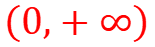 (0, + ∞)